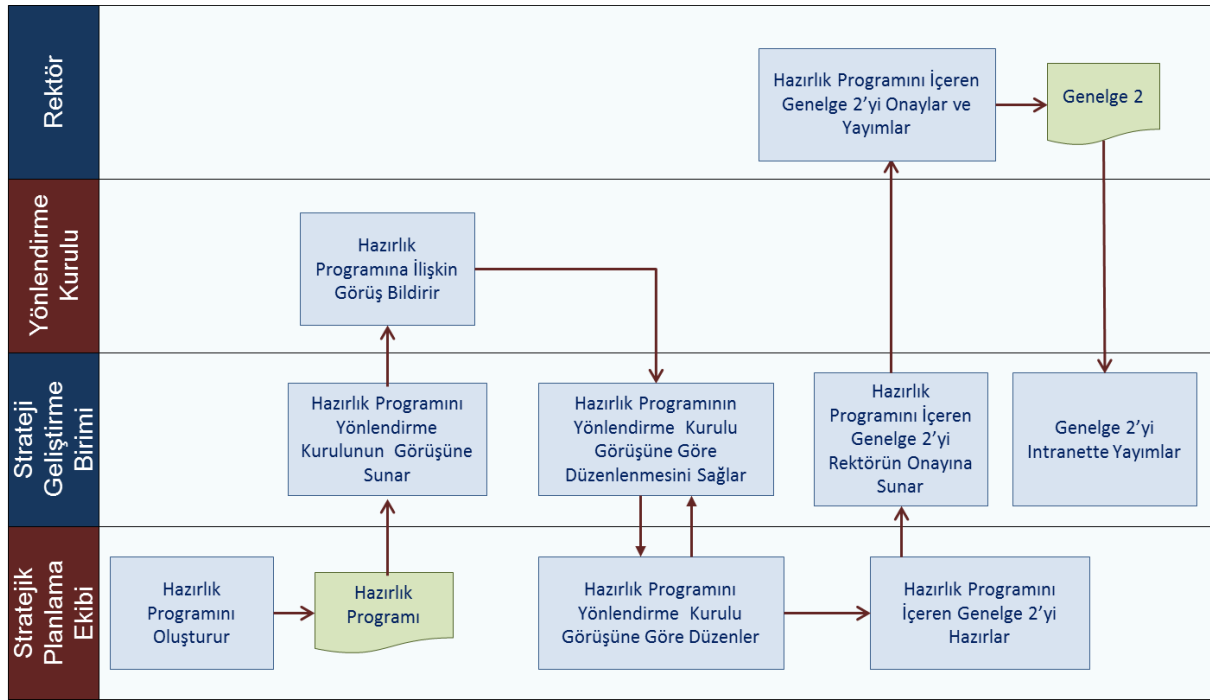 Rektör
Hazırlık Programını İçeren
Genelge 2’yi Onaylar ve
Yayımlar
Genelge 2
Yönlendirme
Kurulu
Hazırlık
Programına İlişkin
Görüş Bildirir
Strateji
Geliştirme
Birimi
Hazırlık Programını
Yönlendirme
Kurulunun Görüşüne
Sunar
Hazırlık Programının
Yönlendirme Kurulu
Görüşüne Göre
Düzenlenmesini Sağlar
Hazırlık
Programını İçeren
Genelge 2’yi
Rektörün Onayına
Sunar
Genelge 2’yi
Intranette Yayımlar
Stratejik
Planlama
Ekibi
Hazırlık
Programını
Oluşturur
Hazırlık
Programı
Hazırlık Programını
Yönlendirme Kurulu
Görüşüne Göre Düzenler
Hazırlık Programını
İçeren Genelge 2’yi
Hazırlar